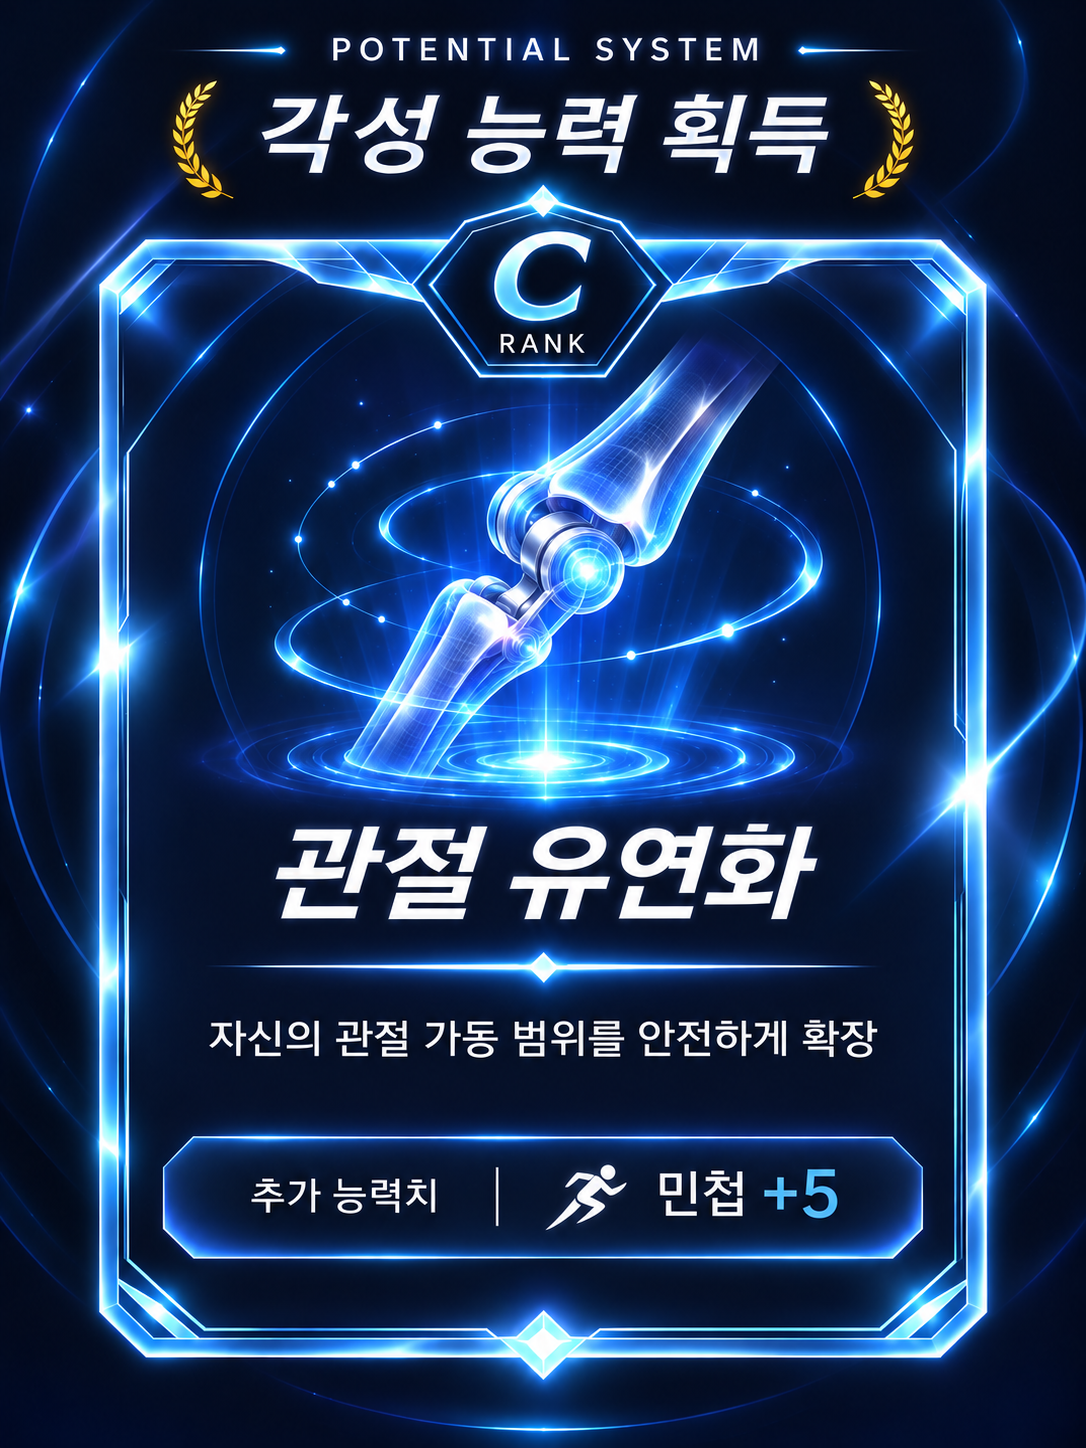 POTENTIAL SYSTEM
각성 능력 획득
C
RANK
관절 유연화
자신의 관절 가동 범위를 안전하게 확장
추가 능력치 | 민첩 +5